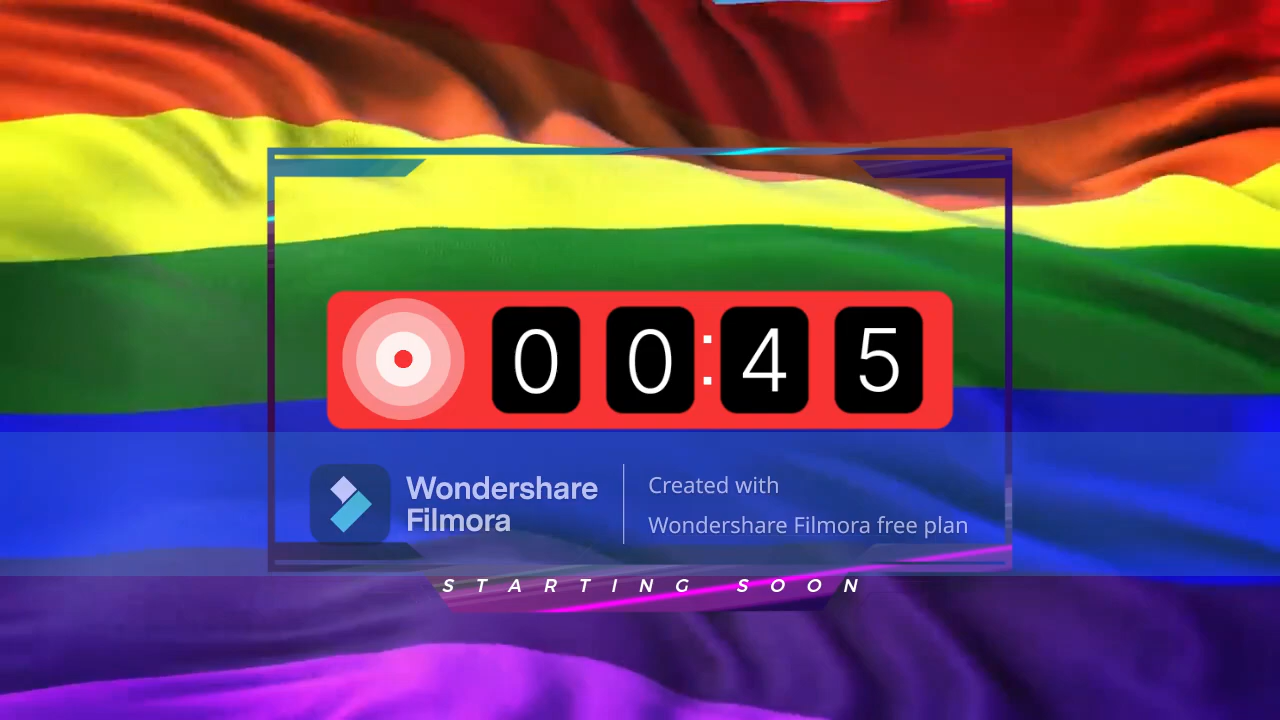 00:45
Wondershare
Filmora
Created with
Wondershare Filmora free plan
STARTING SOON